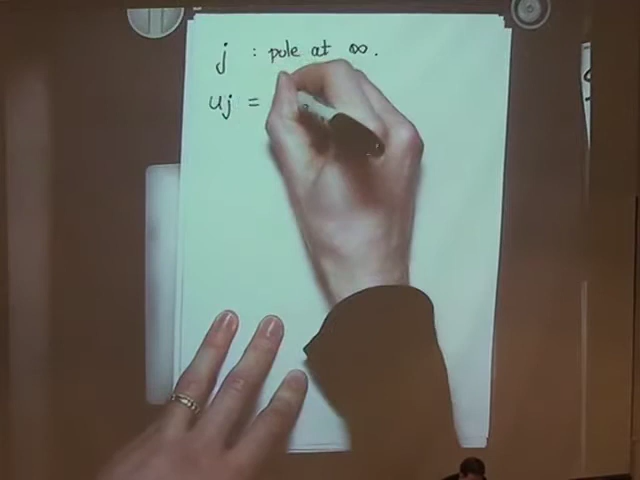 j : pole at ∞.
uj =